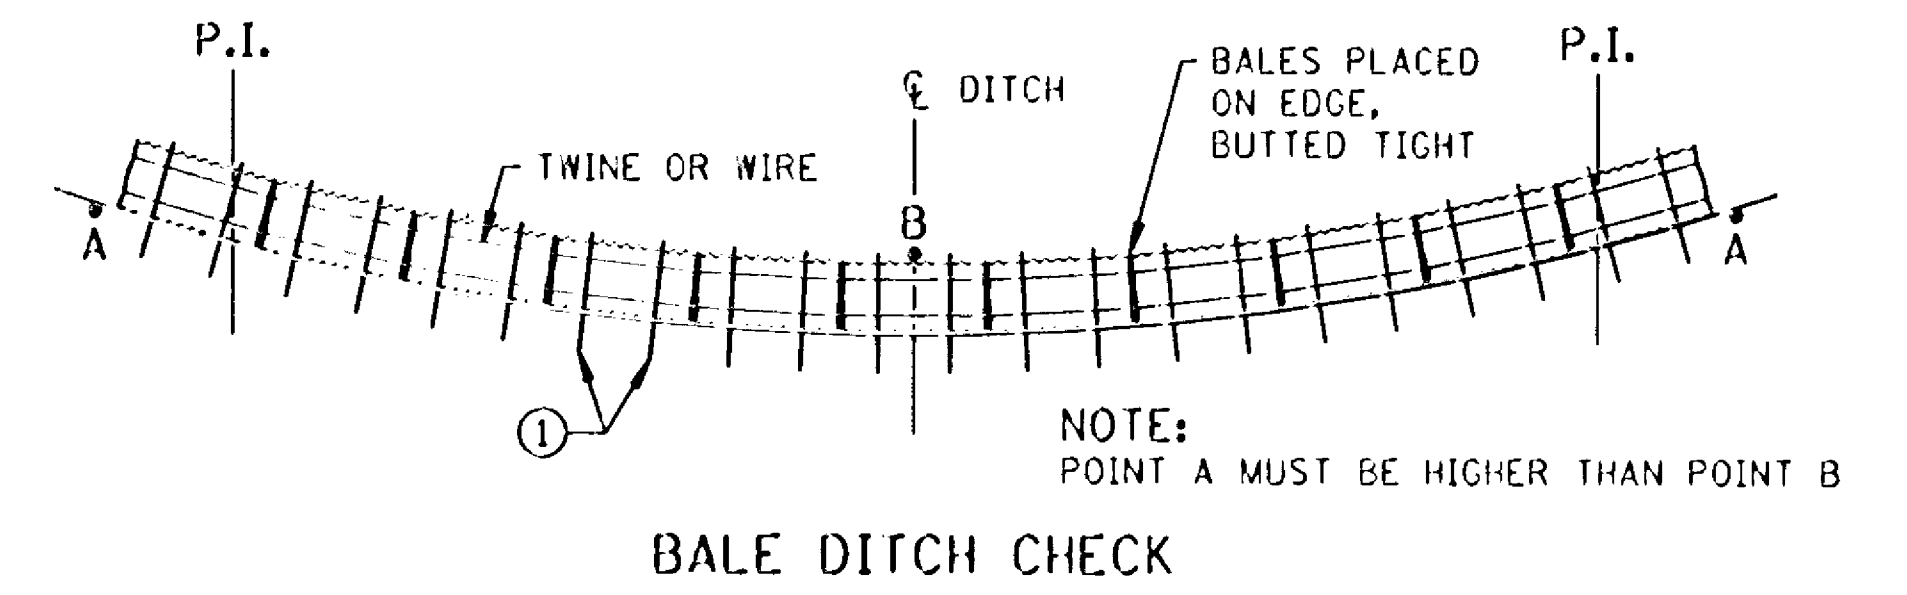 P.I.
℄ DITCH
BALES PLACED
ON EDGE,
BUTTED TIGHT
P.I.
TWINE OR WIRE
A
B
A
1
NOTE:
POINT A MUST BE HIGHER THAN POINT B
BALE DITCH CHECK